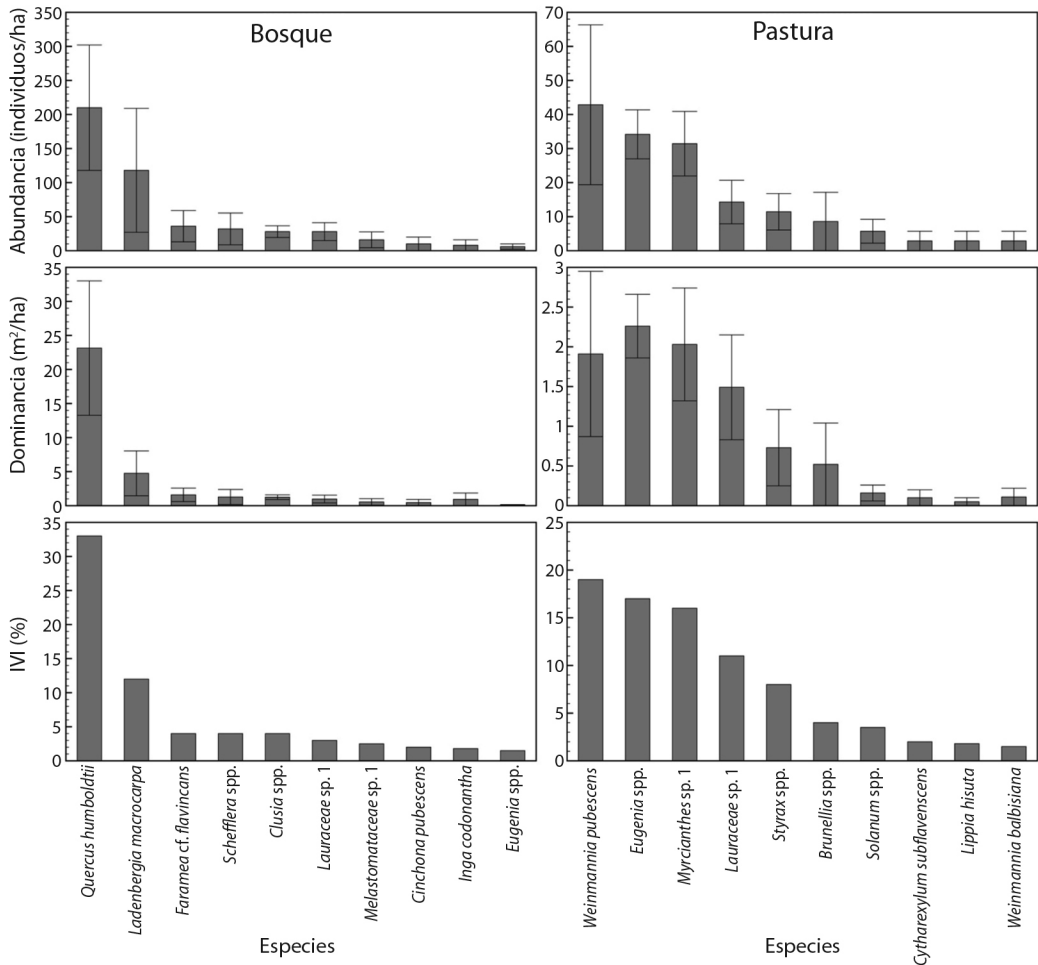 Bosque
Abundancia (individuos/ha)
350
300
250
200
150
100
50
0
Pastura
70
60
50
40
30
20
10
0
Dominancia (m²/ha)
35
30
25
20
15
10
5
0
3
2.5
2
1.5
1
0.5
0
IVI (%)
35
30
25
20
15
10
5
0
25
20
15
10
5
0
Quercus humboldtii
Ladenbergia macrocarpa
Faramea cf. flavincans
Schefflera spp.
Clusia spp.
Lauraceae sp. 1
Melastomataceae sp. 1
Cinchona pubescens
Inga codonantha
Eugenia spp.
Especies
Weinmannia pubescens
Eugenia spp.
Myrcianthes sp. 1
Lauraceae sp. 1
Styrax spp.
Brunellia spp.
Solanum spp.
Cytharexylum subflavenscens
Lippia hisuta
Weinmannia balbisiana
Especies